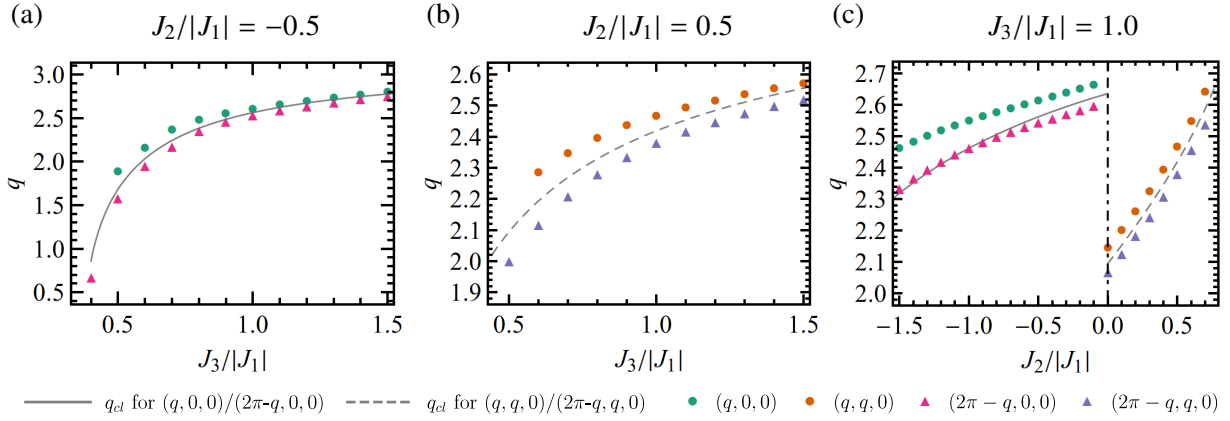 (a) J₂/|J₁| = −0.5
(b) J₂/|J₁| = 0.5
(c) J₃/|J₁| = 1.0
3.0
2.5
2.0
1.5
1.0
0.5
q
0.5 1.0 1.5
J₃/|J₁|
2.6
2.5
2.4
2.3
2.2
2.1
2.0
1.9
q
0.5 1.0 1.5
J₃/|J₁|
2.7
2.6
2.5
2.4
2.3
2.2
2.1
2.0
q
−1.5 −1.0 −0.5 0.0 0.5
J₂/|J₁|
q_cl for (q, 0, 0)/(2π-q, 0, 0) q_cl for (q, q, 0)/(2π-q, q, 0) (q, 0, 0) (q, q, 0) (2π − q, 0, 0) (2π − q, q, 0)